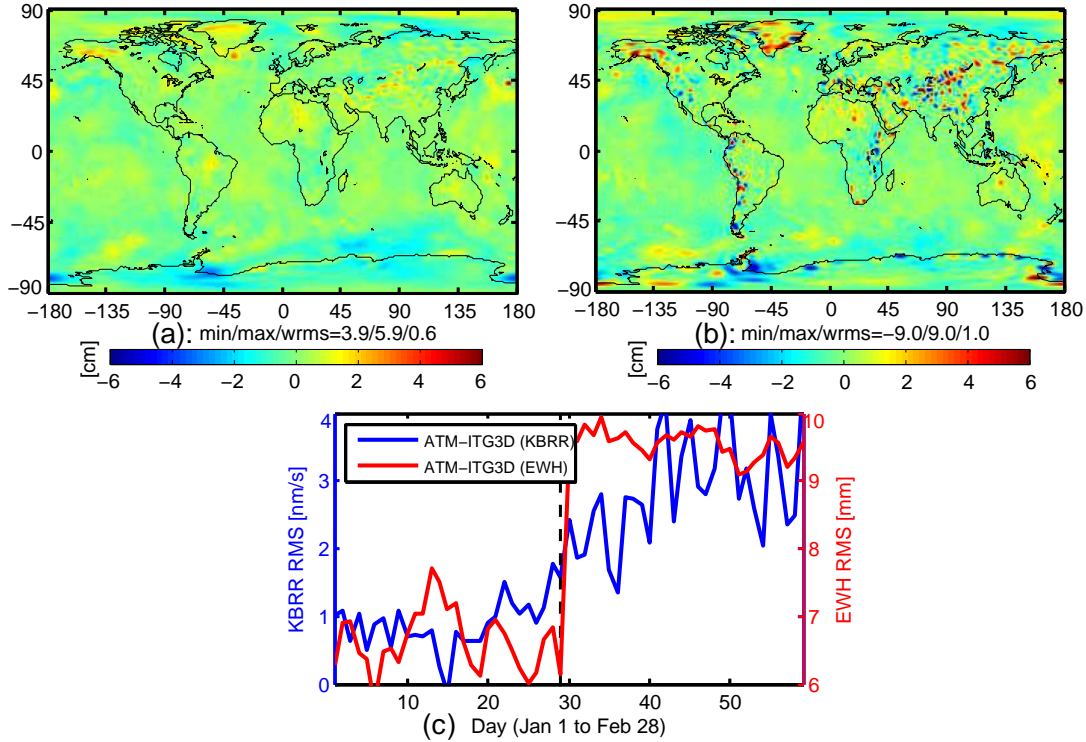 90
45
0
−45
−90
−180 −135 −90 −45 0 45 90 135 180
(a): min/max/wrms=3.9/5.9/0.6
[cm]
−6 −4 −2 0 2 4 6
90
45
0
−45
−90
−180 −135 −90 −45 0 45 90 135 180
(b): min/max/wrms=−9.0/9.0/1.0
[cm]
−6 −4 −2 0 2 4 6
ATM−ITG3D (KBRR)
ATM−ITG3D (EWH)
KBRR RMS [nm/s]
4
3
2
1
0
EWH RMS [mm]
10
9
8
7
6
10 20 30 40 50
(c) Day (Jan 1 to Feb 28)